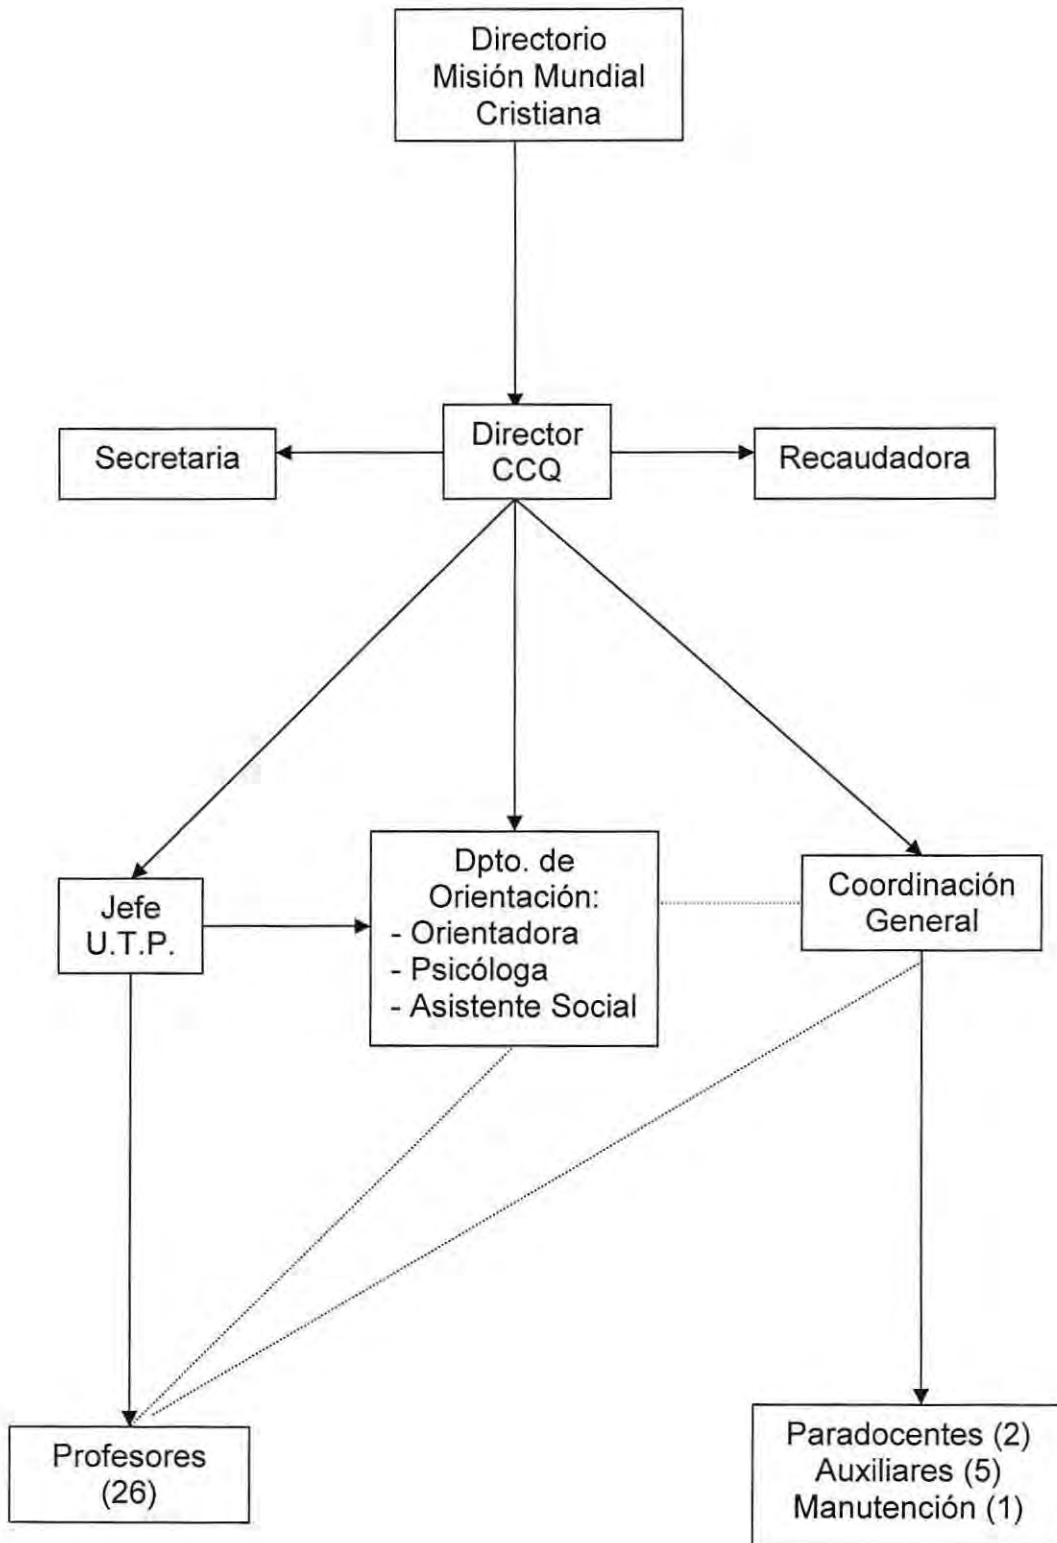 Directorio
Misión Mundial
Cristiana
Secretaria
Director
CCQ
Recaudadora
Jefe
U.T.P.
Dpto. de
Orientación:
- Orientadora
- Psicóloga
- Asistente Social
Coordinación
General
Profesores
(26)
Paradocentes (2)
Auxiliares (5)
Manutención (1)